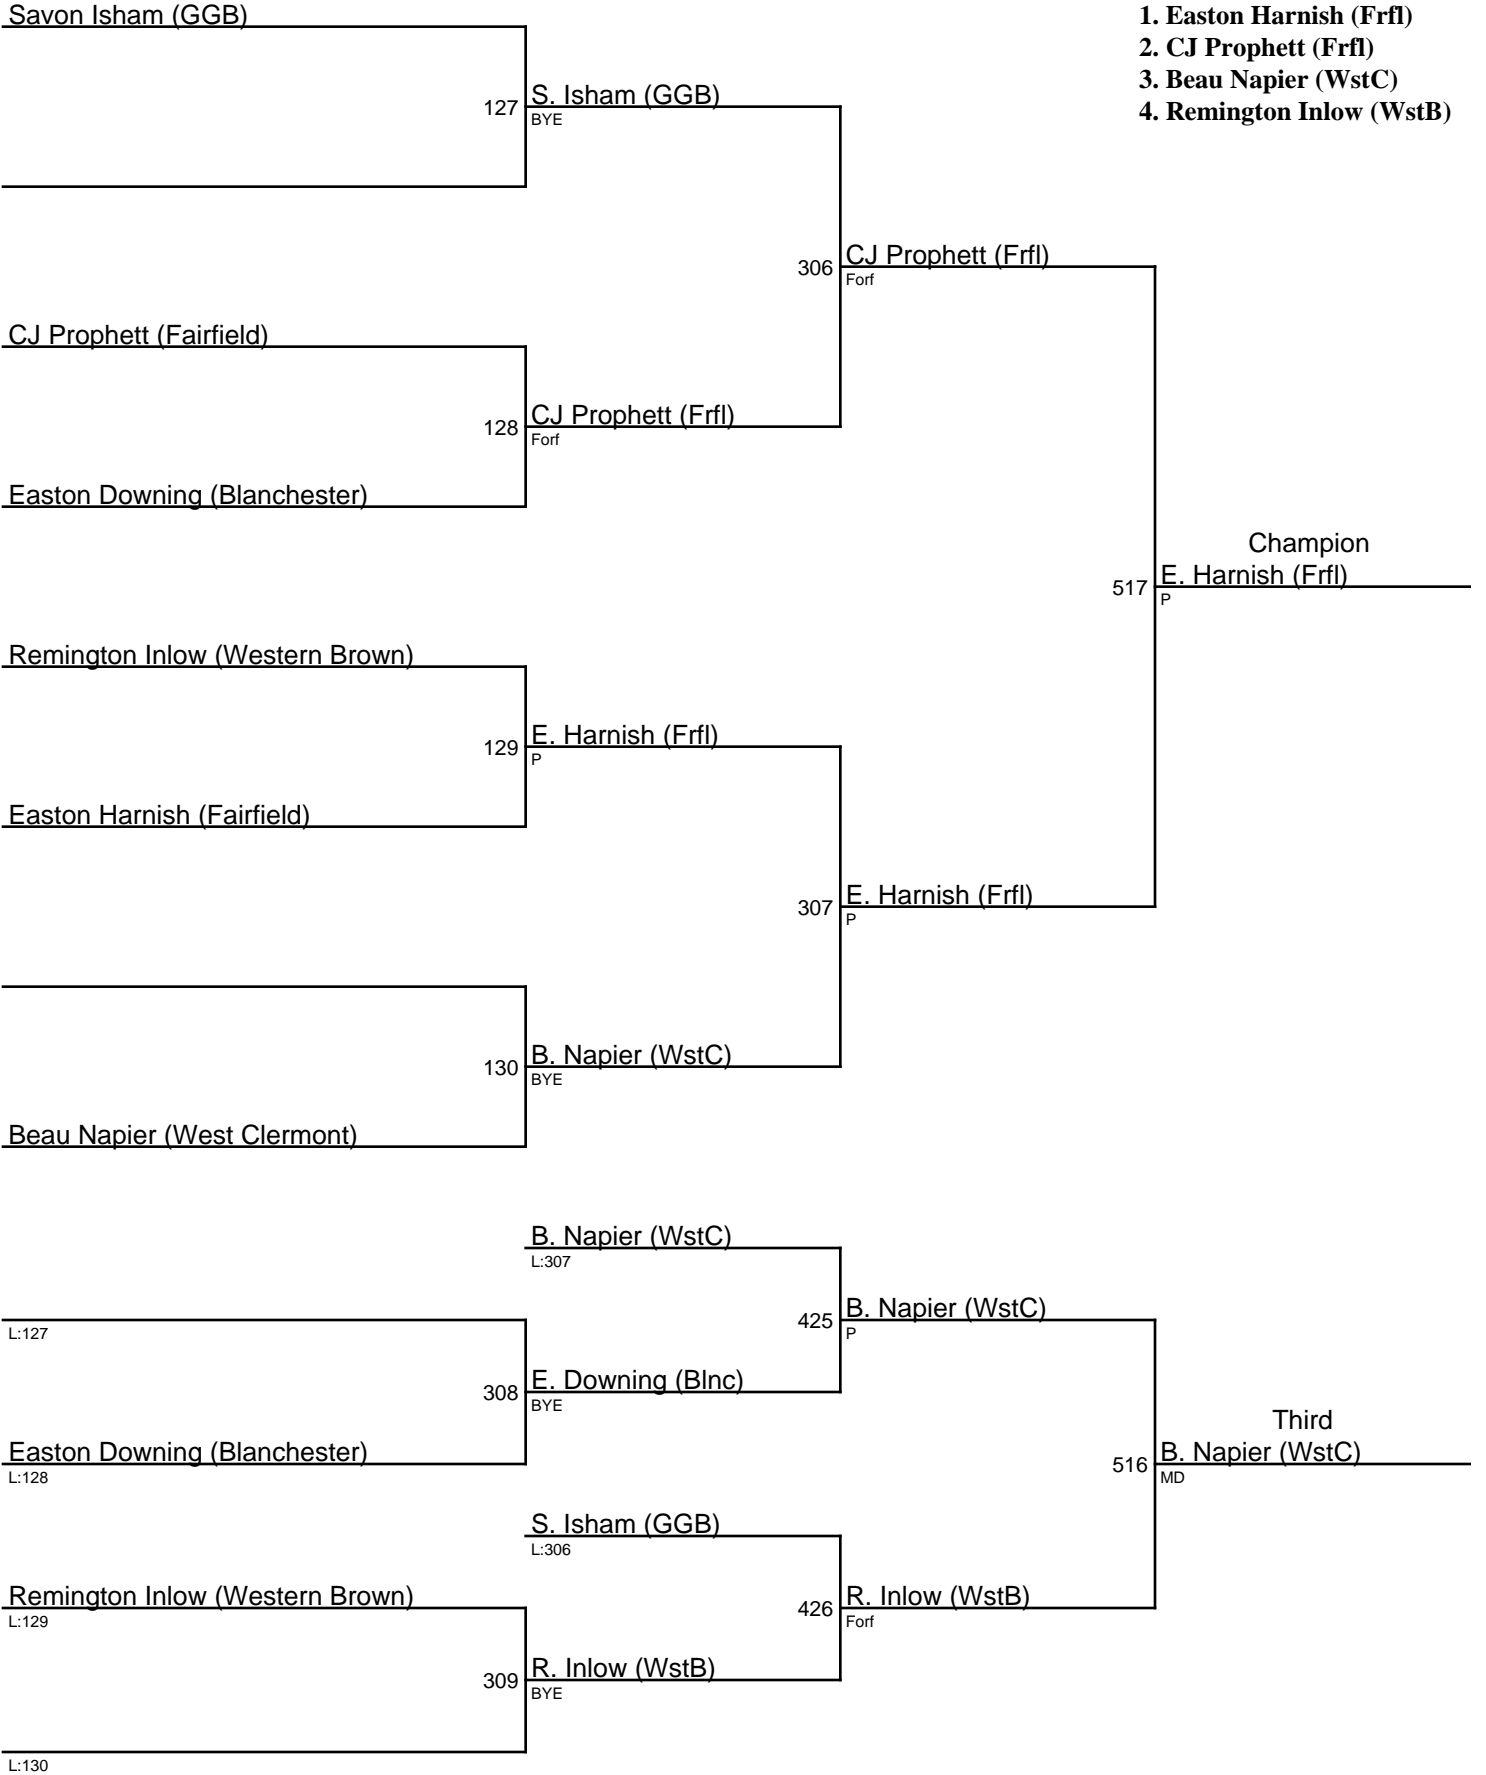 Savon Isham (GGB)
1. Easton Harnish (Frfl)
2. CJ Prophett (Frfl)
3. Beau Napier (WstC)
4. Remington Inlow (WstB)
127 S. Isham (GGB)
BYE
306 CJ Prophett (Frfl)
Forf
CJ Prophett (Fairfield)
128 CJ Prophett (Frfl)
Forf
Easton Downing (Blanchester)
Champion
517 E. Harnish (Frfl)
P
Remington Inlow (Western Brown)
129 E. Harnish (Frfl)
P
Easton Harnish (Fairfield)
307 E. Harnish (Frfl)
P
130 B. Napier (WstC)
BYE
Beau Napier (West Clermont)
B. Napier (WstC)
L:307
L:127
425 B. Napier (WstC)
P
308 E. Downing (Blnc)
BYE
Easton Downing (Blanchester)
L:128
Third
516 B. Napier (WstC)
MD
S. Isham (GGB)
L:306
Remington Inlow (Western Brown)
L:129
426 R. Inlow (WstB)
Forf
309 R. Inlow (WstB)
BYE
L:130